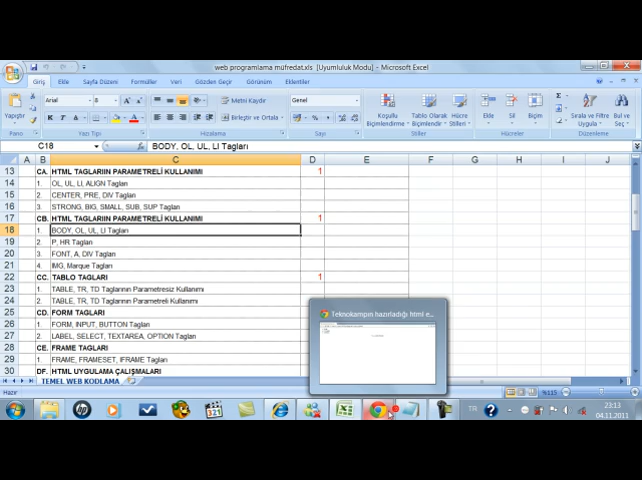 web programlama müfredat.xls [Uyumluluk Modu] - Microsoft Excel
Giriş Ekle Sayfa Düzeni Formüller Veri Gözden Geçir Görünüm Eklentiler
Yapıştır
Arial 8
Metni Kaydır
Birleştir ve Ortala
Genel
Koşullu Biçimlendirme
Tablo Olarak Biçimlendir
Hücre Stilleri
Ekle Sil Biçim
Sırala ve Filtre Uygula
Bul ve Seç
Pano Yazı Tipi Hizalama Sayı Stiller Hücreler Düzenleme
C18 BODY, OL, UL, LI Tagları
A B C D E F G H I J
13 CA. HTML TAGLARIIN PARAMETRELİ KULLANIMI 1
14 1. OL, UL, LI, ALIGN Tagları
15 2. CENTER, PRE, DIV Tagları
16 3. STRONG, BIG, SMALL, SUB, SUP Tagları
17 CB. HTML TAGLARIIN PARAMETRELİ KULLANIMI 1
18 1. BODY, OL, UL, LI Tagları
19 2. P, HR Tagları
20 3. FONT, A, DIV Tagları
21 4. IMG, Marque Tagları
22 CC. TABLO TAGLARI 1
23 1. TABLE, TR, TD Taglarının Parametresiz Kullanımı
24 2. TABLE, TR, TD Taglarının Parametreli Kullanımı
25 CD. FORM TAGLARI
26 1. FORM, INPUT, BUTTON Tagları
27 2. LABEL, SELECT, TEXTAREA, OPTION Tagları
28 CE. FRAME TAGLARI
29 1. FRAME, FRAMESET, IFRAME Tagları
30 DF. HTML UYGULAMA ÇALIŞMALARI
Teknokampın hazırladığı html e...
TEMEL WEB KODLAMA
Hazır %115
321
TR
23:13
04.11.2011